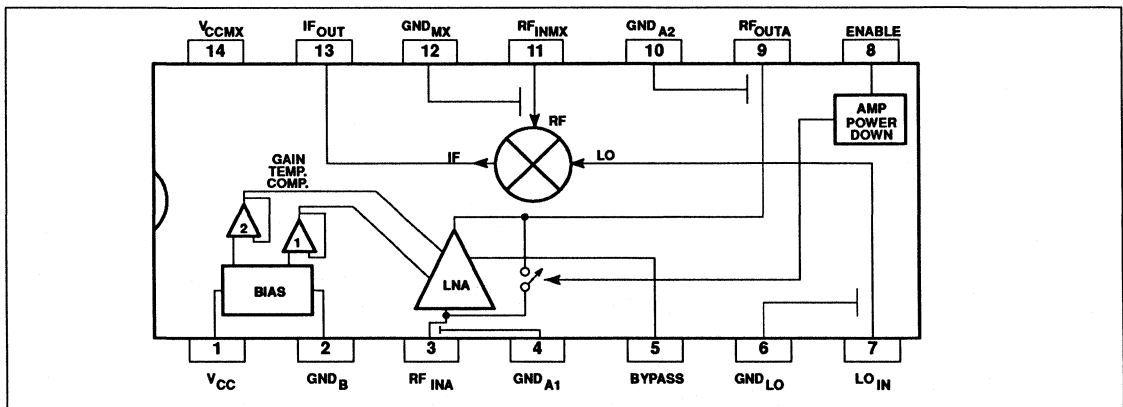 VCCMX IFOUT GNDMX RFINMX GNDA2 RFOUTA ENABLE
14 13 12 11 10 9 8
AMP
POWER
DOWN
RF
IF
LO
GAIN
TEMP.
COMP.
2
1
BIAS
LNA
1 2 3 4 5 6 7
VCC GNDB RF INA GNDA1 BYPASS GNDLO LOIN